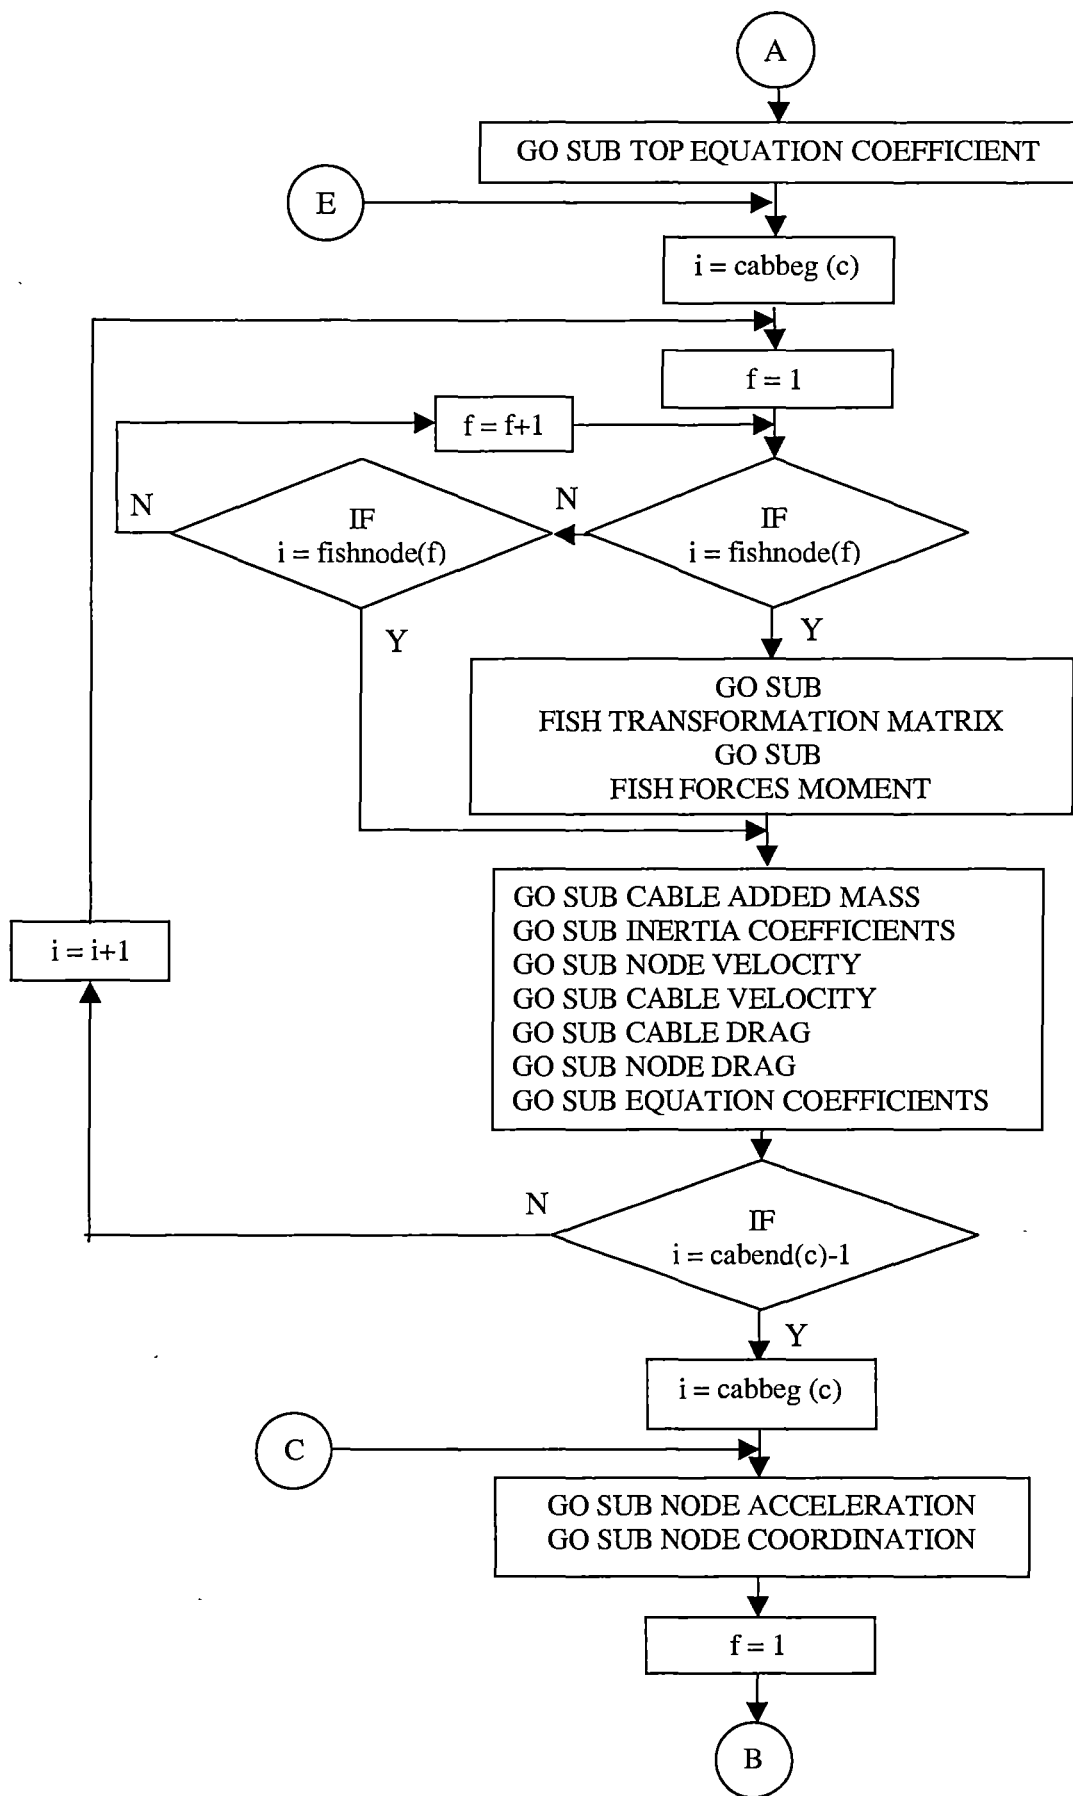 A
GO SUB TOP EQUATION COEFFICIENT
E
i = cabbeg (c)
f = 1
f = f+1
N
IF
i = fishnode(f)
N
IF
i = fishnode(f)
Y
Y
GO SUB
FISH TRANSFORMATION MATRIX
GO SUB
FISH FORCES MOMENT
i = i+1
GO SUB CABLE ADDED MASS
GO SUB INERTIA COEFFICIENTS
GO SUB NODE VELOCITY
GO SUB CABLE VELOCITY
GO SUB CABLE DRAG
GO SUB NODE DRAG
GO SUB EQUATION COEFFICIENTS
N
IF
i = cabend(c)-1
Y
i = cabbeg (c)
C
GO SUB NODE ACCELERATION
GO SUB NODE COORDINATION
f = 1
B